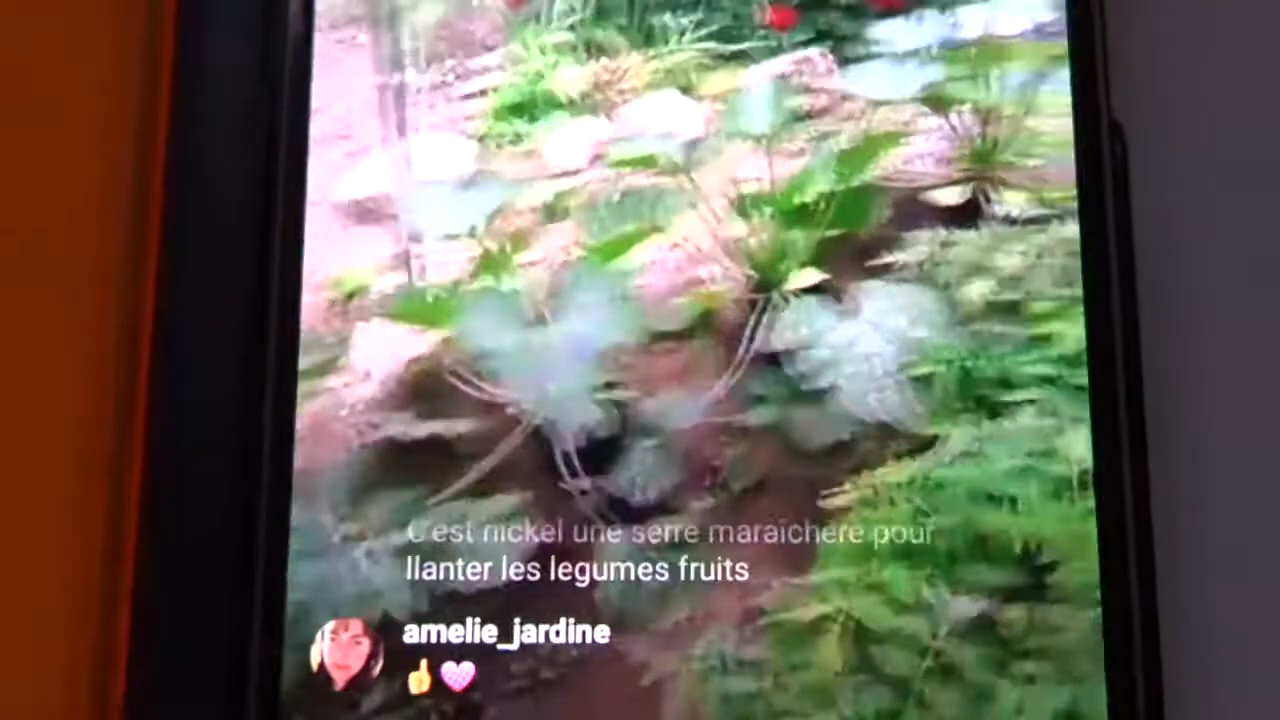 C'est nickel une serre maraichere pour
llanter les legumes fruits
amelie_jardine
☝️💟